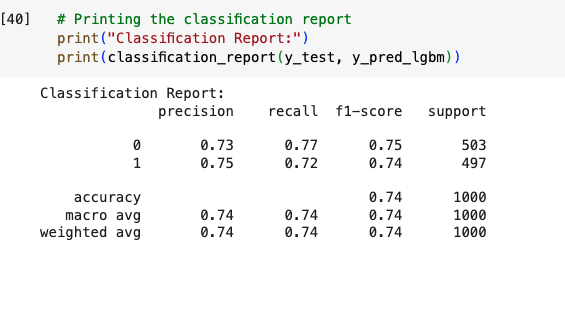 [40] # Printing the classification report
print("Classification Report:")
print(classification_report(y_test, y_pred_lgbm))
Classification Report:
precision recall f1-score support
0 0.73 0.77 0.75 503
1 0.75 0.72 0.74 497
accuracy 0.74 1000
macro avg 0.74 0.74 0.74 1000
weighted avg 0.74 0.74 0.74 1000